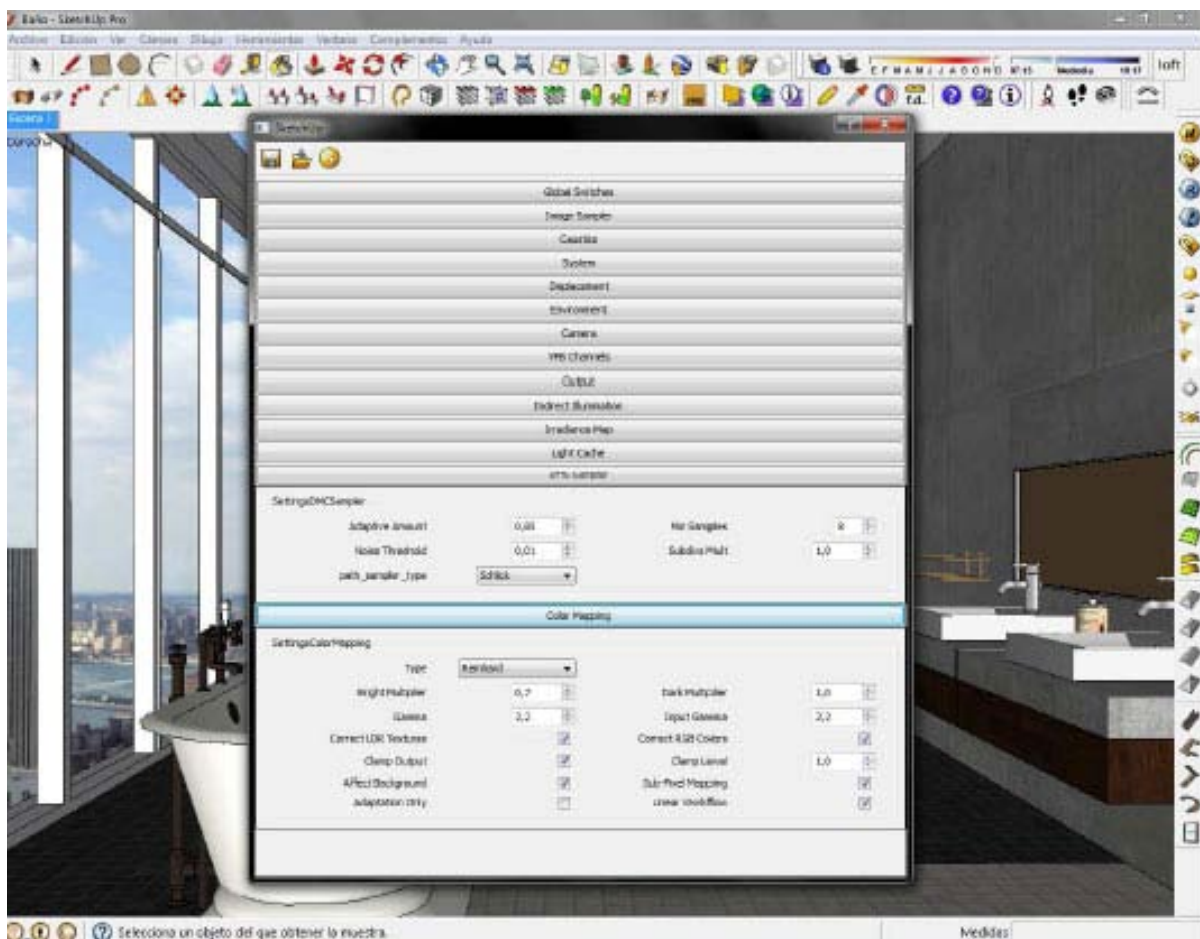 Baño - SketchUp Pro
Archivo Edición Ver Cámara Dibujo Herramientas Ventana Complementos Ayuda
E F M A M J J A S O N D
loft
Escena 1
SketchUp
Global Switches
Image Sampler
Caustics
System
Displacement
Environment
Camera
VFB Channels
Output
Indirect Illumination
Irradiance Map
Light Cache
DMC Sampler
SettingsDMCSampler
Adaptive Amount 0,85 Min Samples 8
Noise Threshold 0,01 Subdivs Mult 1,0
path_sampler_type Schlick
Color Mapping
SettingsColorMapping
Type Reinhard
Bright Multiplier 0,7 Dark Multiplier 1,0
Gamma 2,2 Input Gamma 2,2
Correct LDR Textures Correct RGB Colors
Clamp Output Clamp Level 1,0
Affect Background Sub-Pixel Mapping
Adaptation Only Linear Workflow
Selecciona un objeto del que obtener la muestra.
Medidas